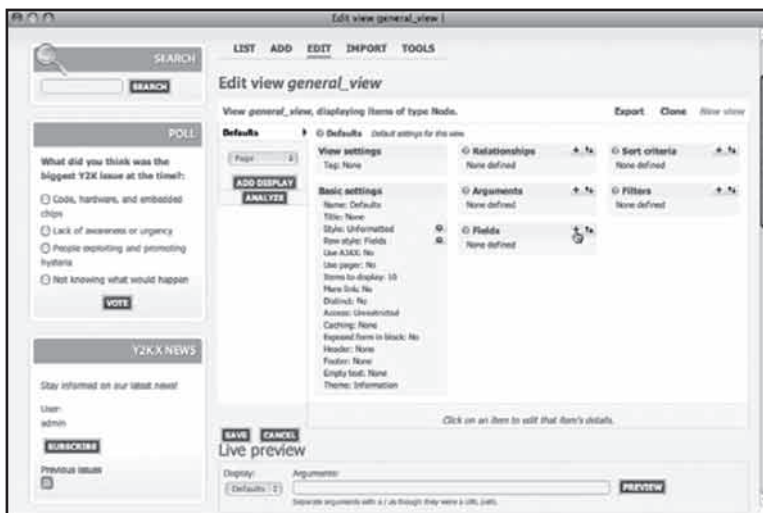 Edit view general_view
SEARCH
SEARCH
POLL
What did you think was the
biggest Y2K issue at the time?:
Code, hardware, and embedded
chips
Lack of awareness or urgency
People exploiting and promoting
hysteria
Not knowing what would happen
VOTE
Y2KX NEWS
Stay informed on our latest news!
User:
admin
SUBSCRIBE
Previous issues
LIST ADD EDIT IMPORT TOOLS
Edit view general_view
View general_view, displaying items of type Node.
Export Clone New view
Defaults
Page
ADD DISPLAY
ANALYZE
Defaults Default settings for this view.
View settings
Tag: None
Basic settings
Name: Defaults
Title: None
Style: Unformatted
Row style: Fields
Use AJAX: No
Use pager: No
Items to display: 10
More link: No
Distinct: No
Access: Unrestricted
Caching: None
Exposed form in block: No
Header: None
Footer: None
Empty text: None
Theme: Information
Relationships
None defined
Arguments
None defined
Fields
None defined
Sort criteria
None defined
Filters
None defined
Click on an item to edit that item's details.
SAVE CANCEL
Live preview
Display: Arguments:
Defaults
PREVIEW
Separate arguments with a / as though they were a URL path.